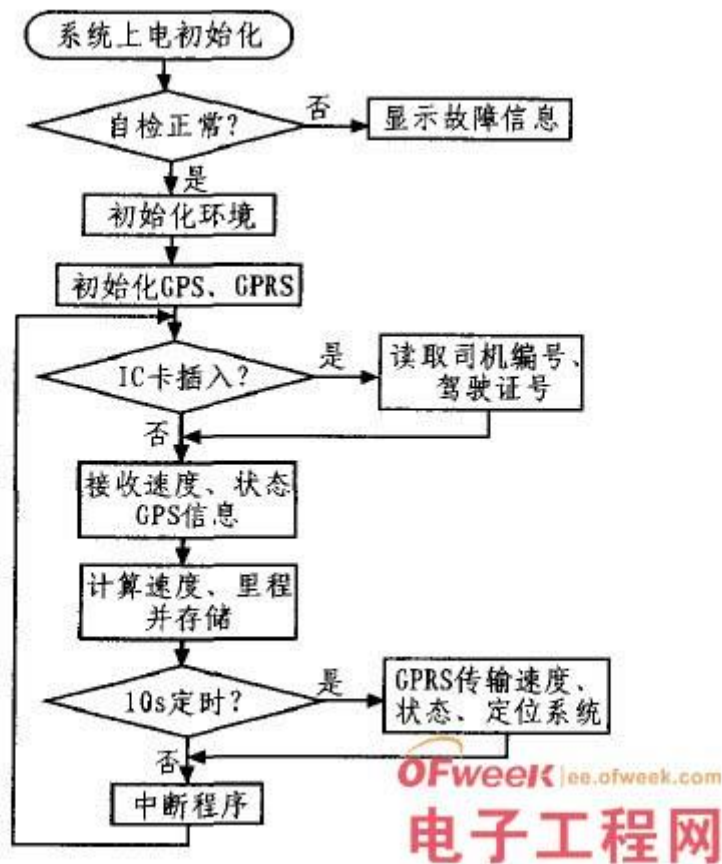 系统上电初始化
自检正常?
否
显示故障信息
是
初始化环境
初始化GPS、GPRS
IC卡插入?
是
读取司机编号、
驾驶证号
否
接收速度、状态
GPS信息
计算速度、里程
并存储
10s定时?
是
GPRS传输速度、
状态、定位系统
否
中断程序
OFweek ee.ofweek.com
电子工程网